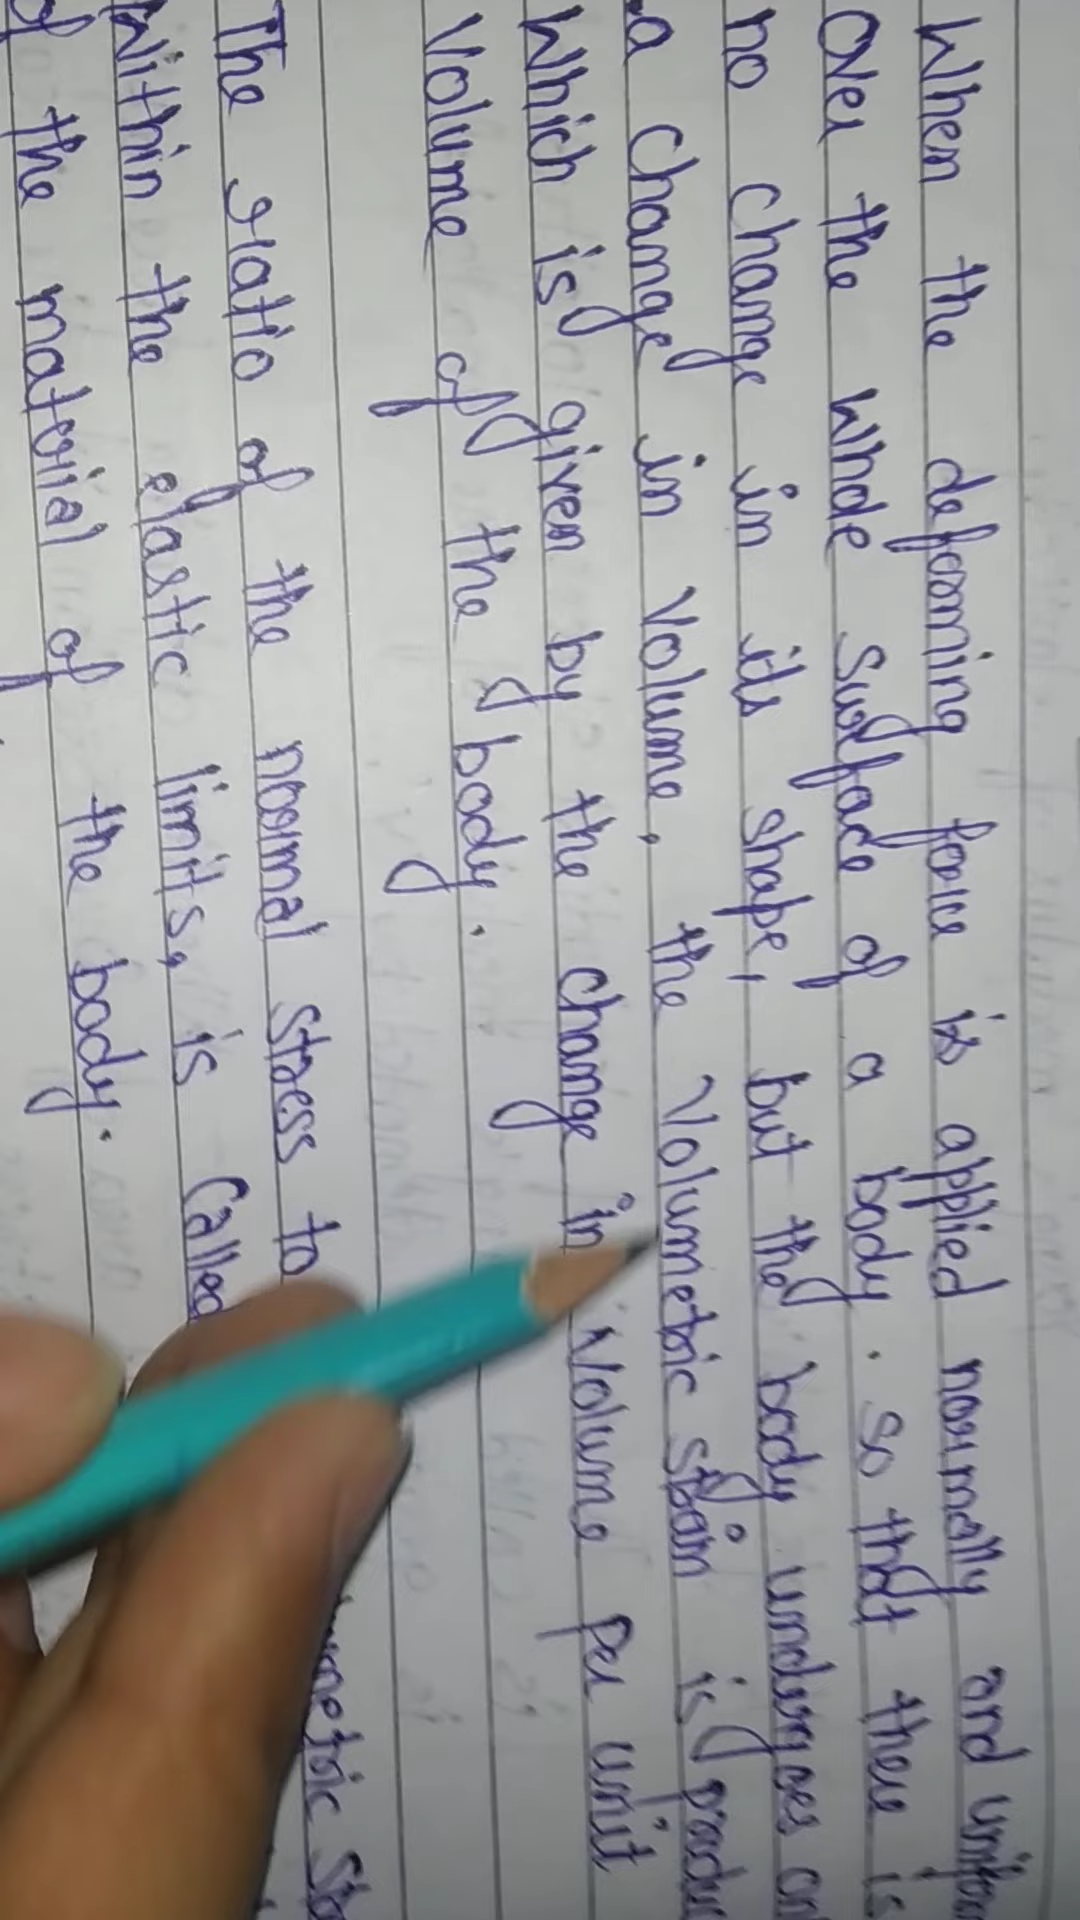 When the deforming force is applied normally and unifor
Over the whole Surface of a body. so that there is
no change in its shape, but the body undergoes
a change in Volume, the Volumetric strain is produ
Which is given by the change in Volume per unit
Volume of the body.
The ratio of the normal stress to
Within the elastic limits, is Called
of the material of the body.